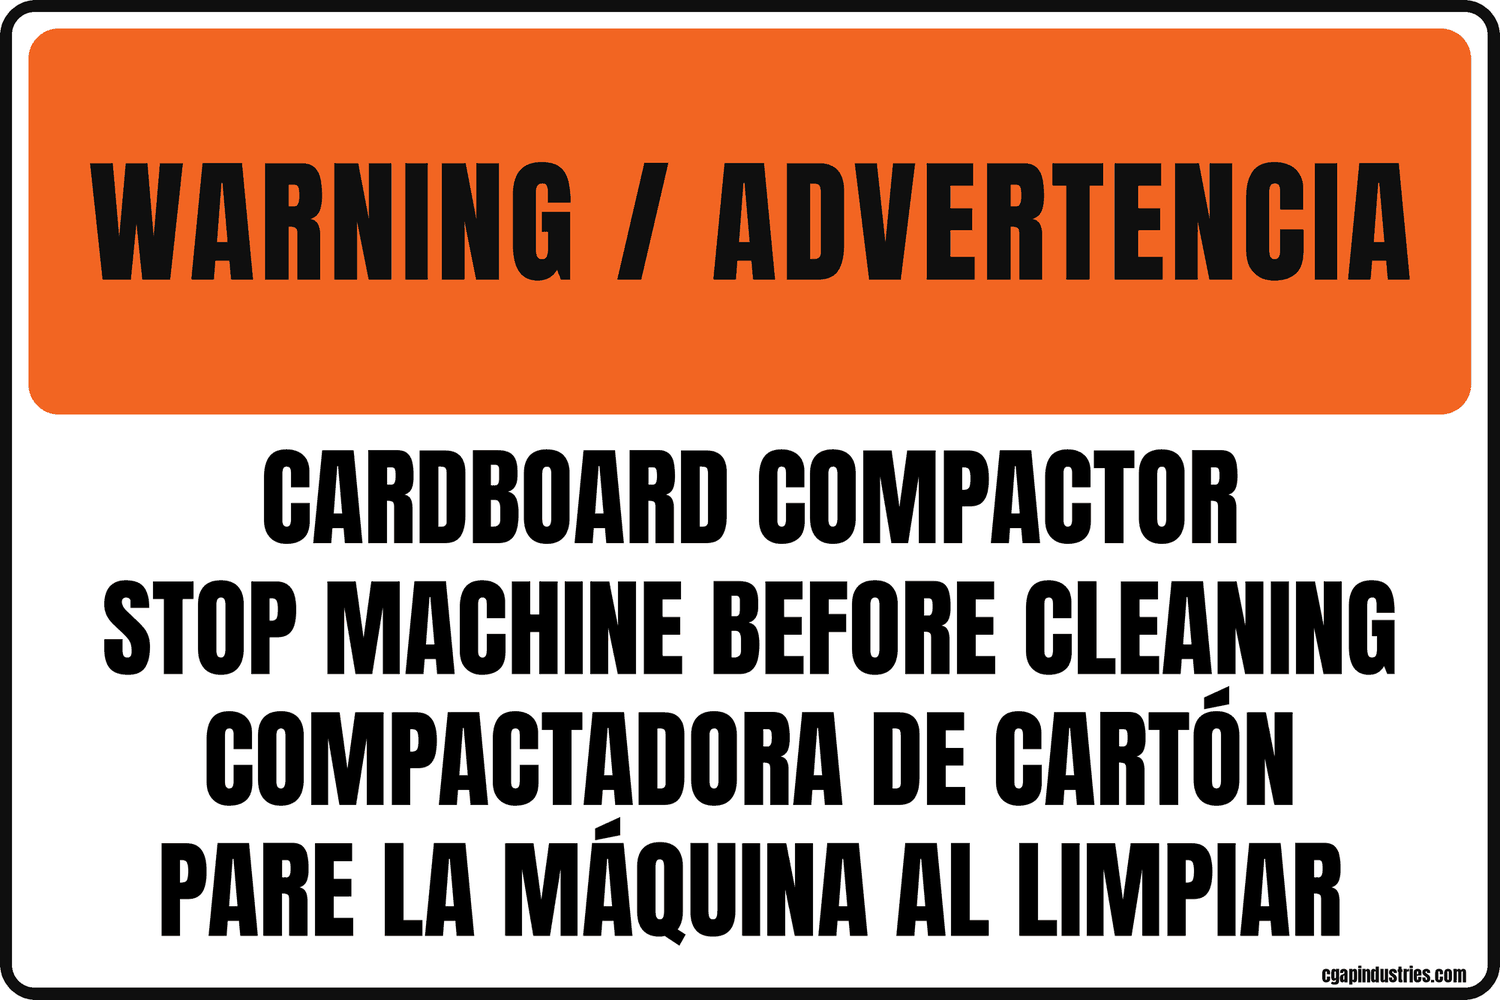 WARNING / ADVERTENCIA
CARDBOARD COMPACTOR
STOP MACHINE BEFORE CLEANING
COMPACTADORA DE CARTÓN
PARE LA MÁQUINA AL LIMPIAR
cgapindustries.com